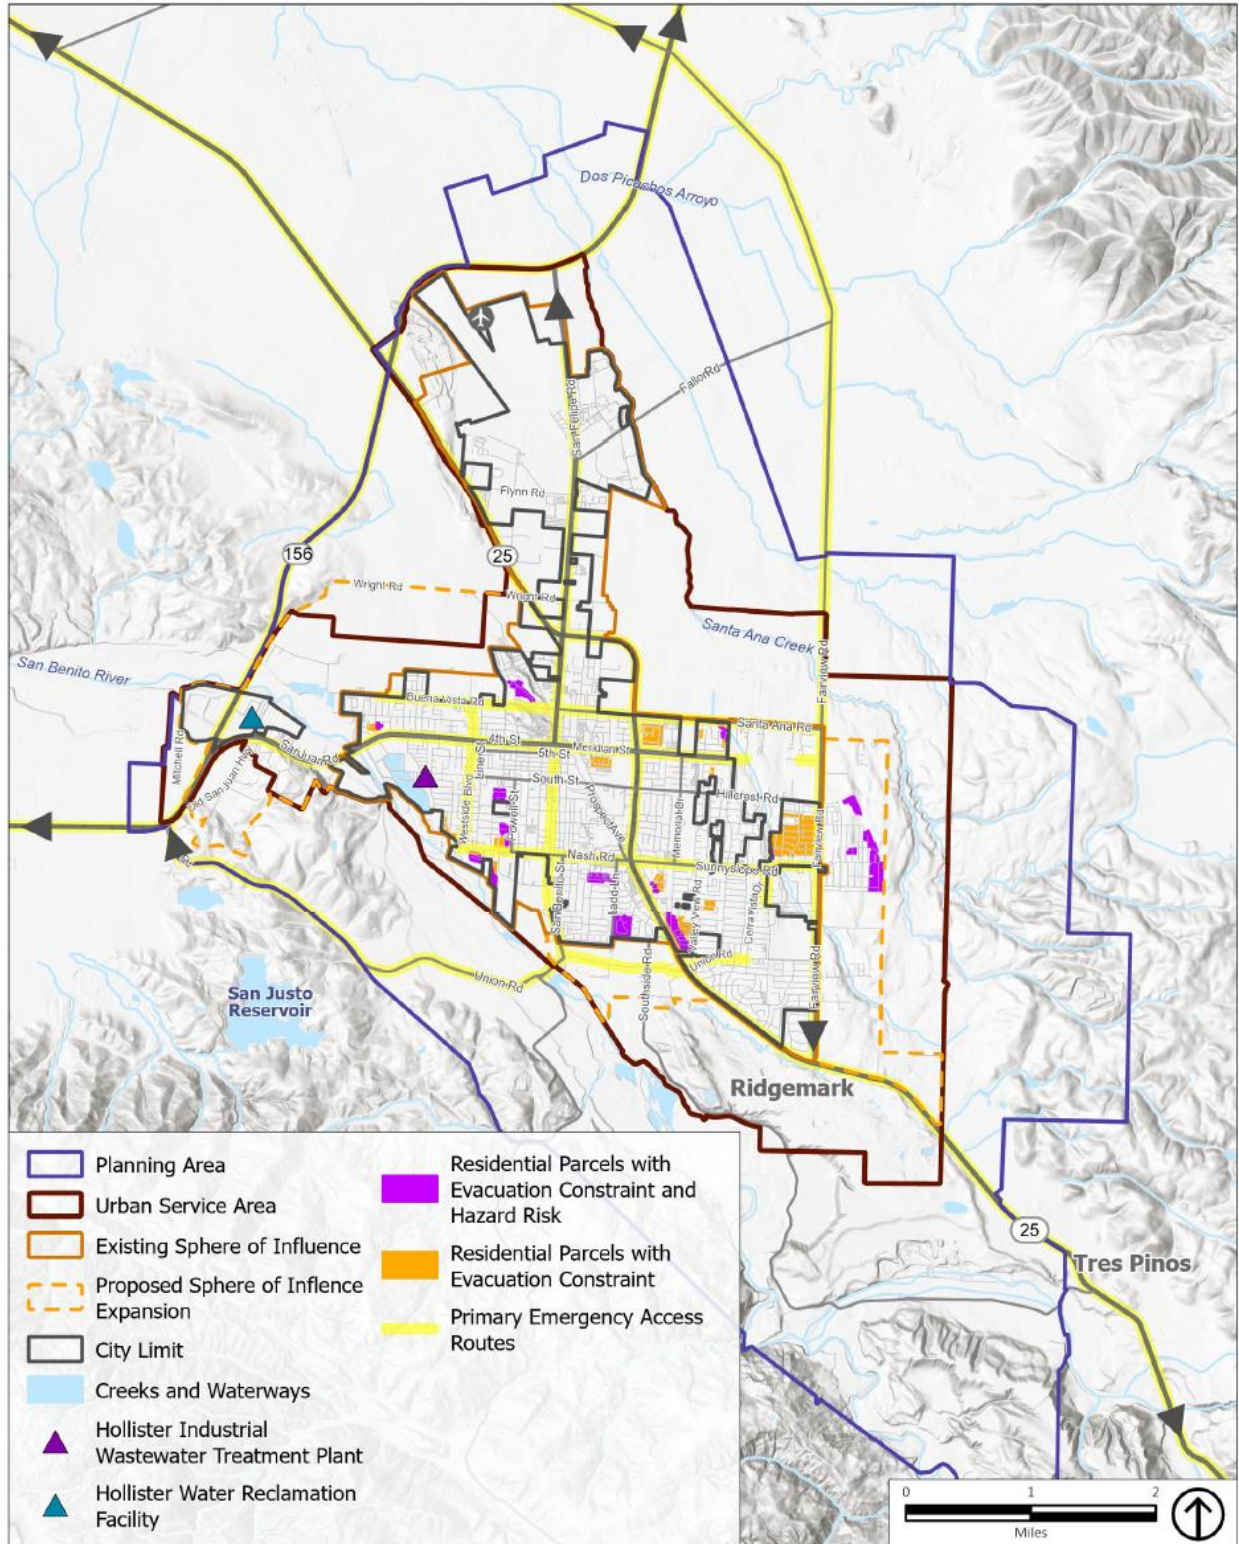 Dos Picachos Arroyo
Fallon Rd
San Felipe Rd
Flynn Rd
156
25
Wright Rd
Wright Rd
Santa Ana Creek
Fairview Rd
San Benito River
Buena Vista Rd
Santa Ana Rd
Mitchell Rd
4th St
Meridian St
San Juan Rd
5th St
Old San Juan Hwy
Line St
South St
Hillcrest Rd
Westside Blvd
Powell St
Prospect Ave
Memorial Dr
Fairview Rd
Nash Rd
Sunnyslope Rd
Rd
San Benito St
Ladd Ln
Valley View Rd
Cerra Vista Dr
Union Rd
Union Rd
Southside Rd
Fairview Rd
San Justo
Reservoir
Ridgemark
25
Tres Pinos
Planning Area
Urban Service Area
Existing Sphere of Influence
Proposed Sphere of Inflence
Expansion
City Limit
Creeks and Waterways
Hollister Industrial
Wastewater Treatment Plant
Hollister Water Reclamation
Facility
Residential Parcels with
Evacuation Constraint and
Hazard Risk
Residential Parcels with
Evacuation Constraint
Primary Emergency Access
Routes
0 1 2
Miles